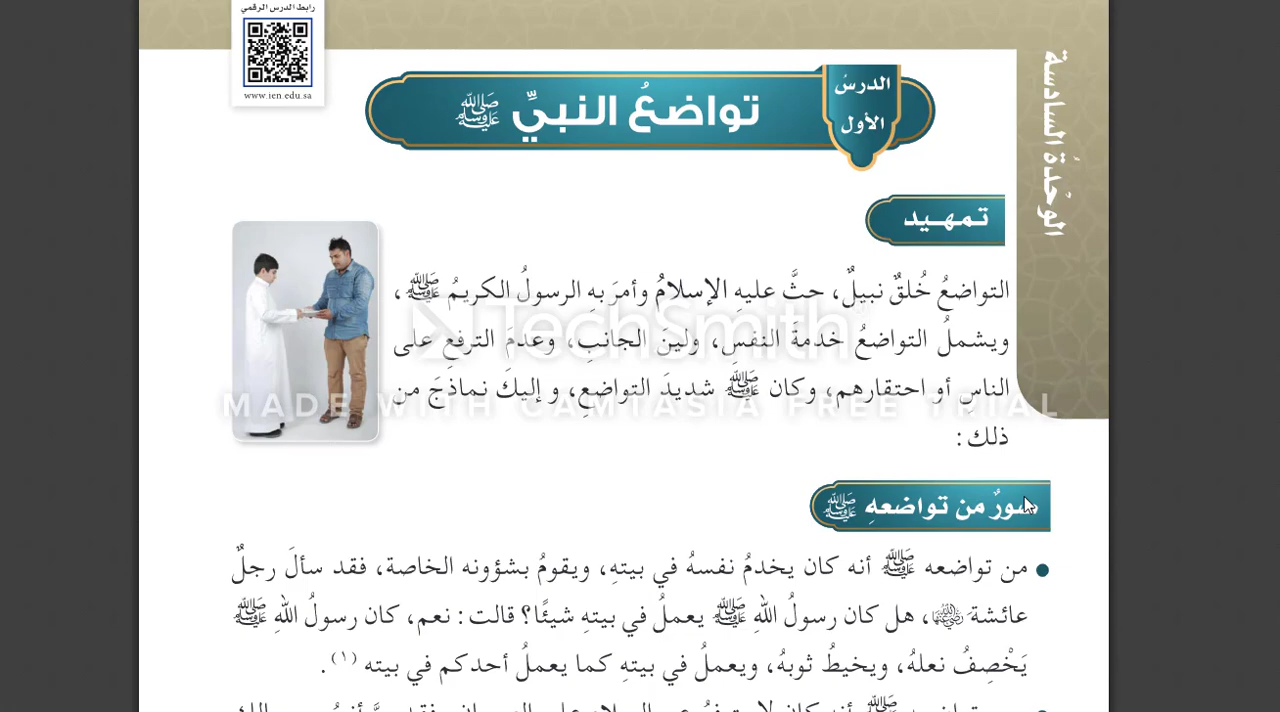 رابط الدرس الرقمي
www.ien.edu.sa
الوحْدةُ السادسة
الدرسُ
الأول
تواضعُ النبيِّ ﷺ
تمهيد
التواضعُ خُلقٌ نبيلٌ، حثَّ عليهِ الإسلامُ وأمرَ بهِ الرسولُ الكريمُ ﷺ،
ويشملُ التواضعُ خدمةَ النفسِ، ولينَ الجانبِ، وعدمَ الترفعِ على
الناسِ أو احتقارهم، وكان ﷺ شديدَ التواضعِ، وإليكَ نماذجَ من
ذلك:
TechSmith
MADE WITH CAMTASIA FREE TRIAL
صورٌ من تواضعهِ ﷺ
من تواضعه ﷺ أنه كان يخدمُ نفسهُ في بيتهِ، ويقومُ بشؤونه الخاصة، فقد سألَ رجلٌ
عائشةَ رضي الله عنها، هل كان رسولُ اللهِ ﷺ يعملُ في بيتهِ شيئًا؟ قالت: نعم، كان رسولُ اللهِ ﷺ
يَخْصِفُ نعلهُ، ويخيطُ ثوبهُ، ويعملُ في بيتهِ كما يعملُ أحدكم في بيته (١).